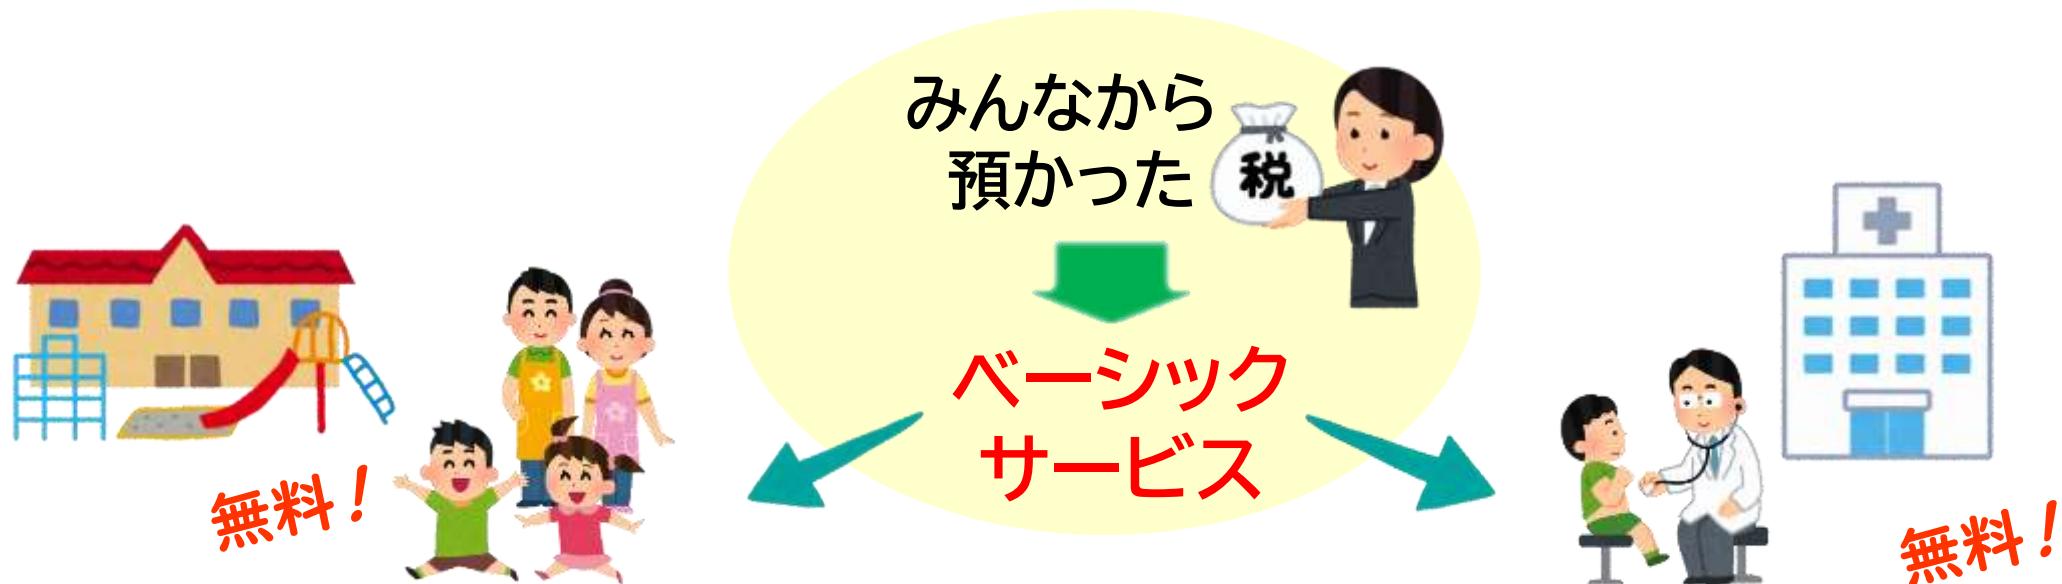 みんなから
預かった
税
ベーシック
サービス
無料！
無料！